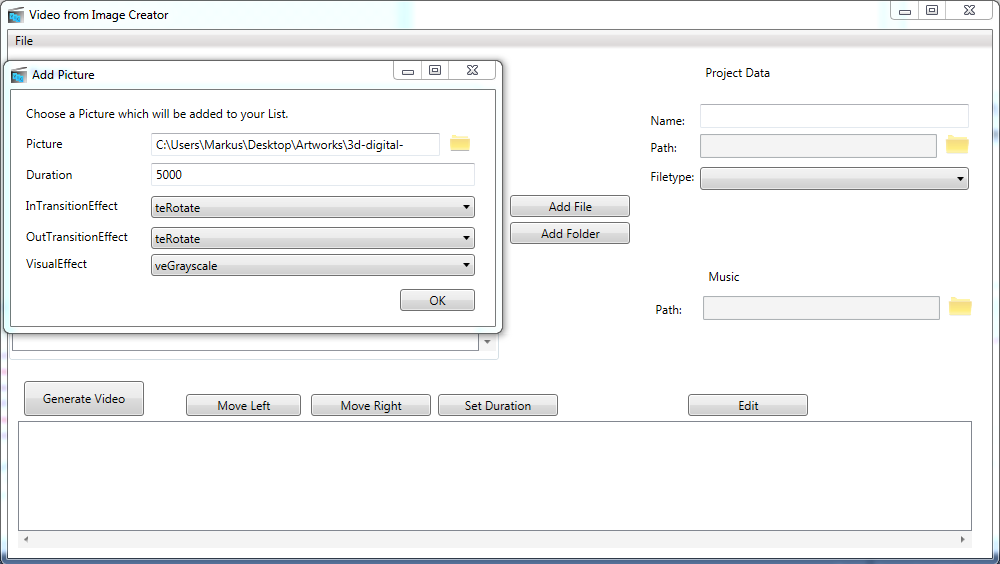 Video from Image Creator
File
Add Picture
Choose a Picture which will be added to your List.
Picture
C:\Users\Markus\Desktop\Artworks\3d-digital-
Duration
5000
InTransitionEffect
teRotate
OutTransitionEffect
teRotate
VisualEffect
veGrayscale
OK
Add File
Add Folder
Project Data
Name:
Path:
Filetype:
Music
Path:
Generate Video
Move Left
Move Right
Set Duration
Edit